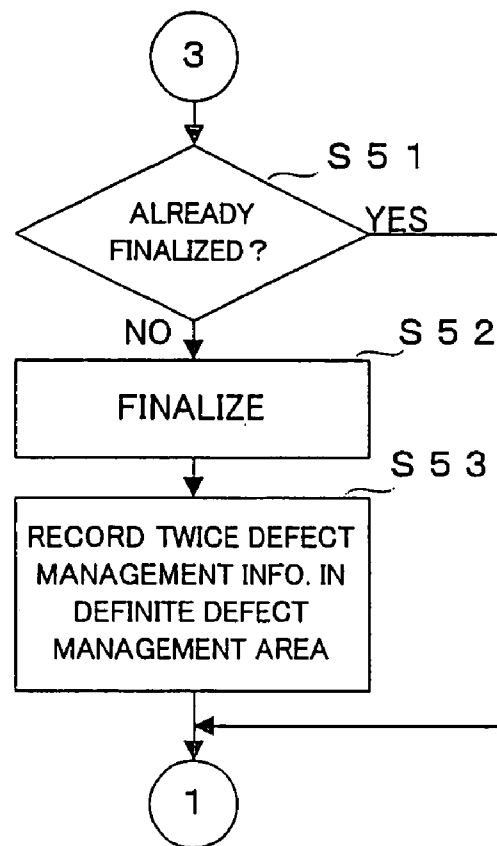 3
S 5 1
ALREADY
FINALIZED?
YES
NO
S 5 2
FINALIZE
S 5 3
RECORD TWICE DEFECT
MANAGEMENT INFO. IN
DEFINITE DEFECT
MANAGEMENT AREA
1